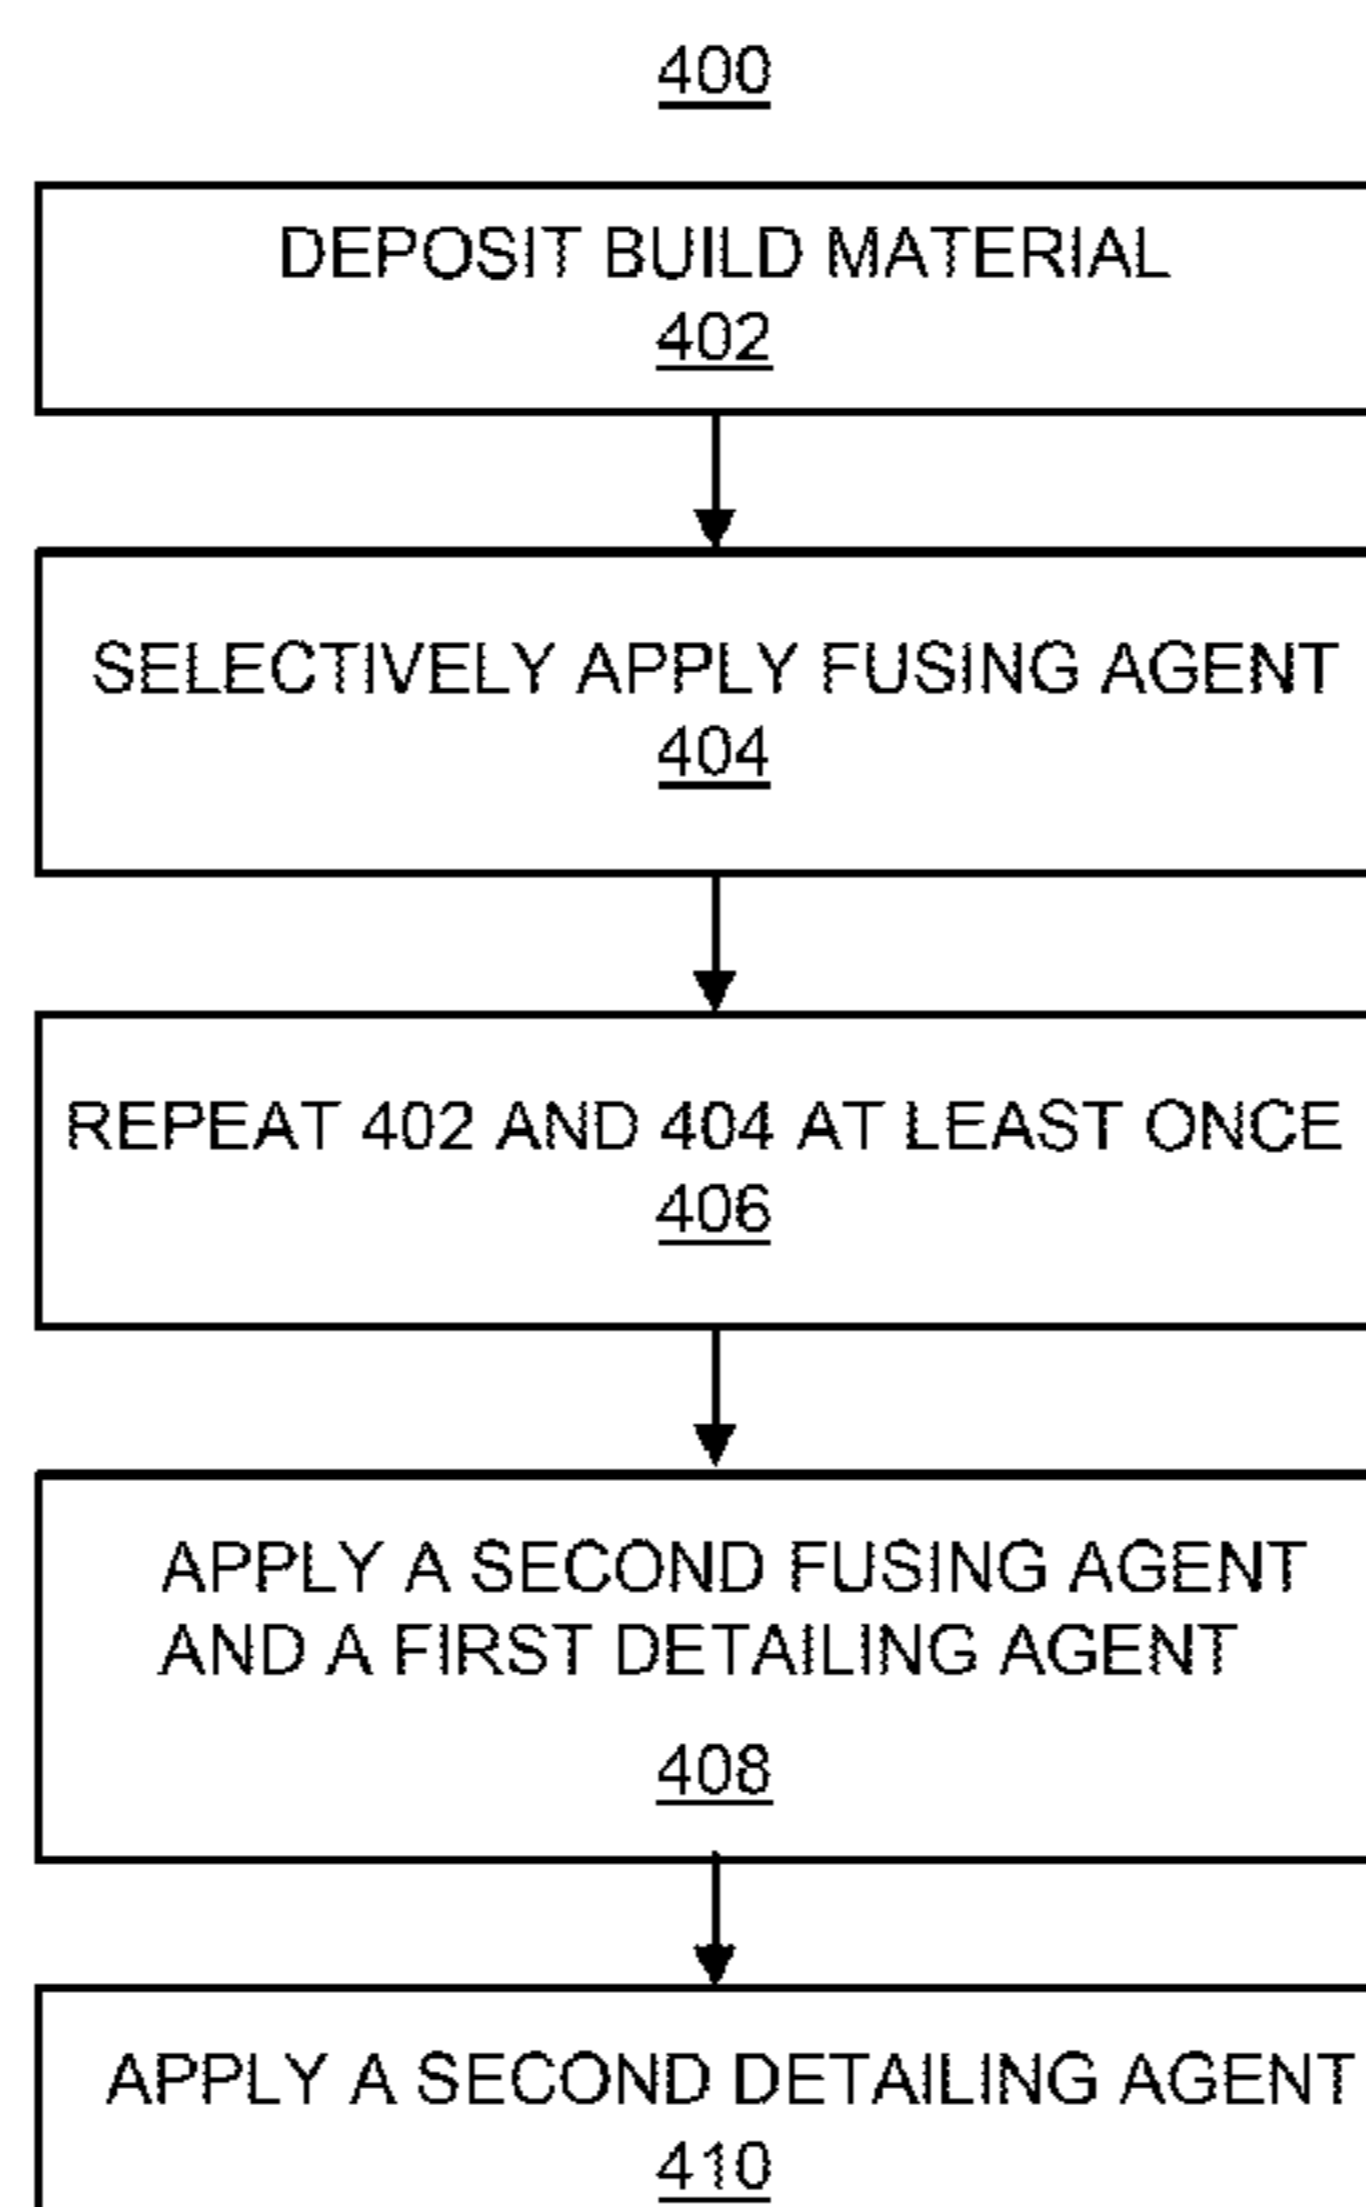 400
DEPOSIT BUILD MATERIAL
402
SELECTIVELY APPLY FUSING AGENT
404
REPEAT 402 AND 404 AT LEAST ONCE
406
APPLY A SECOND FUSING AGENT
AND A FIRST DETAILING AGENT
408
APPLY A SECOND DETAILING AGENT
410